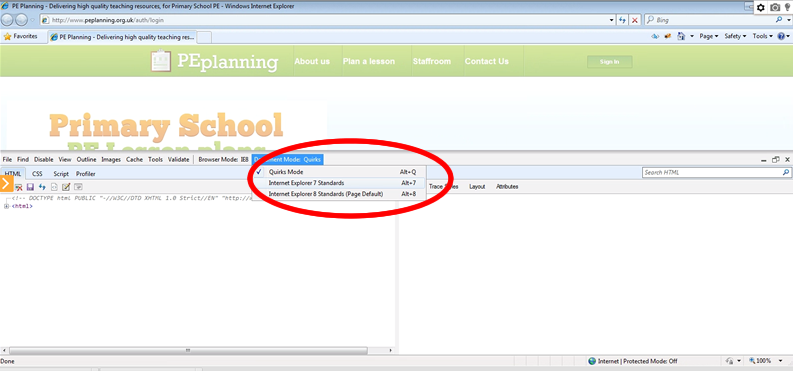 PE Planning - Delivering high quality teaching resources, for Primary School PE - Windows Internet Explorer
http://www.peplanning.org.uk/auth/login
Bing
Favorites PE Planning - Delivering high quality teaching res...
Page Safety Tools
PEplanning About us Plan a lesson Staffroom Contact Us Sign In
Primary School
PE Lesson plans
File Find Disable View Outline Images Cache Tools Validate Browser Mode: IE8 Document Mode: Quirks
HTML CSS Script Profiler
Quirks Mode Alt+Q
Search HTML
Internet Explorer 7 Standards Alt+7
Layout Attributes
Internet Explorer 8 Standards (Page Default) Alt+8
<!-- DOCTYPE html PUBLIC "-//W3C//DTD XHTML 1.0 Strict//EN" "http://
<html>
Done
Internet | Protected Mode: Off
100%